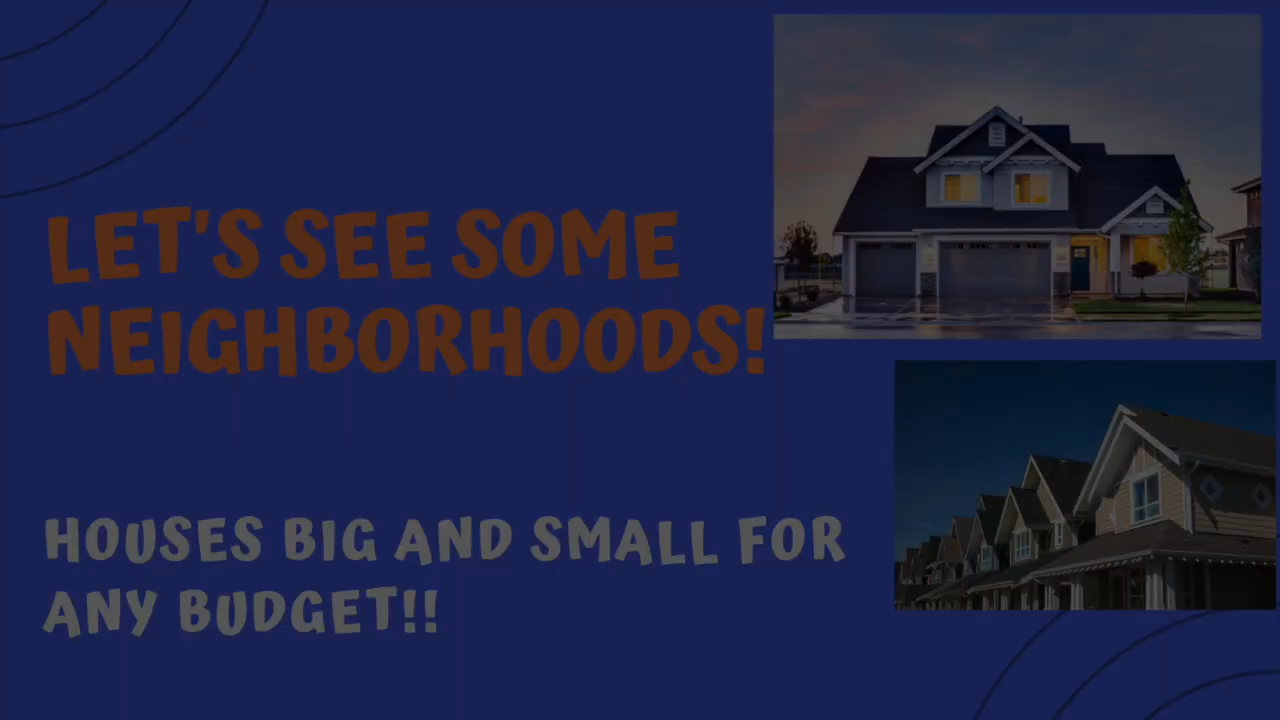 LET'S SEE SOME
NEIGHBORHOODS!
HOUSES BIG AND SMALL FOR
ANY BUDGET!!